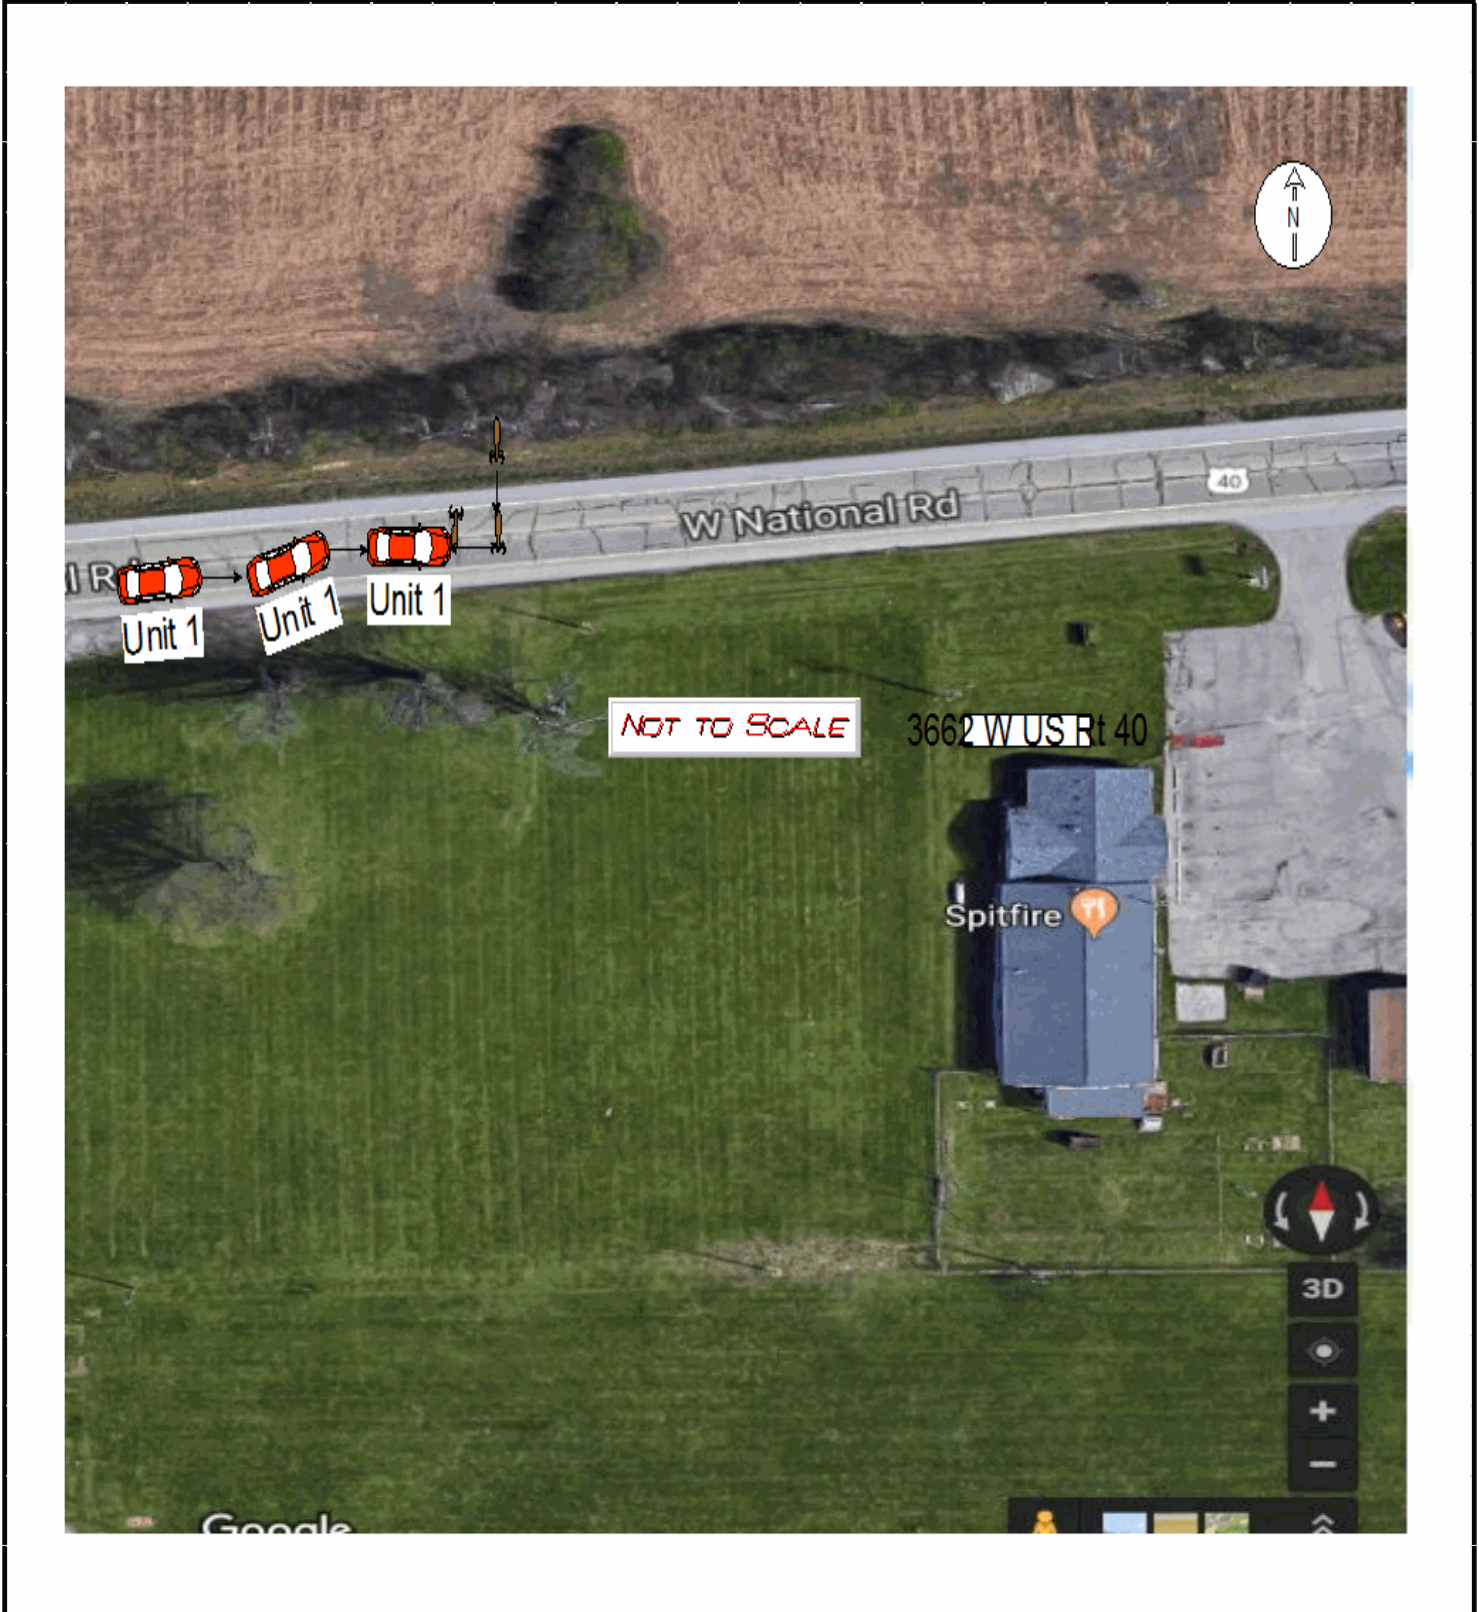 N
40
W National Rd
l Rd
Unit 1
Unit 1
Unit 1
NOT TO SCALE
3662 W US Rt 40
Spitfire
3D
Google